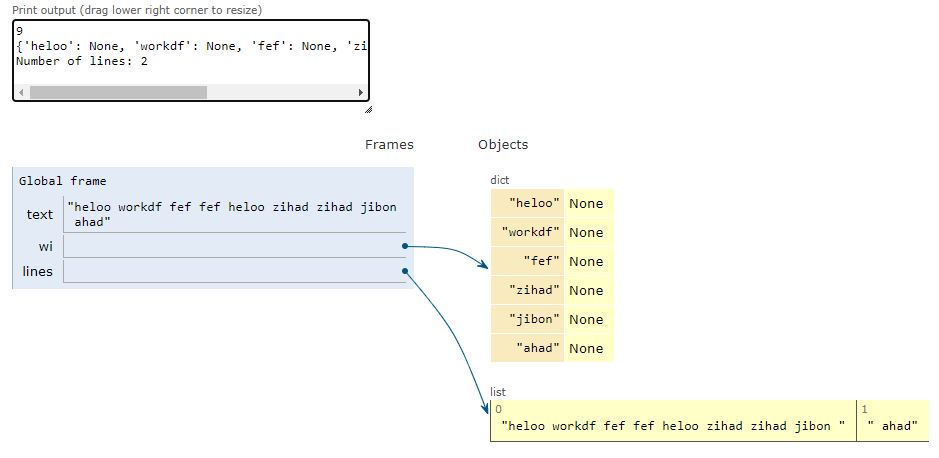 Print output (drag lower right corner to resize)
9
{'heloo': None, 'workdf': None, 'fef': None, 'zi
Number of lines: 2
Frames
Objects
Global frame
text "heloo workdf fef fef heloo zihad zihad jibon
ahad"
wi
lines
dict
"heloo" None
"workdf" None
"fef" None
"zihad" None
"jibon" None
"ahad" None
list
0 1
"heloo workdf fef fef heloo zihad zihad jibon " " ahad"